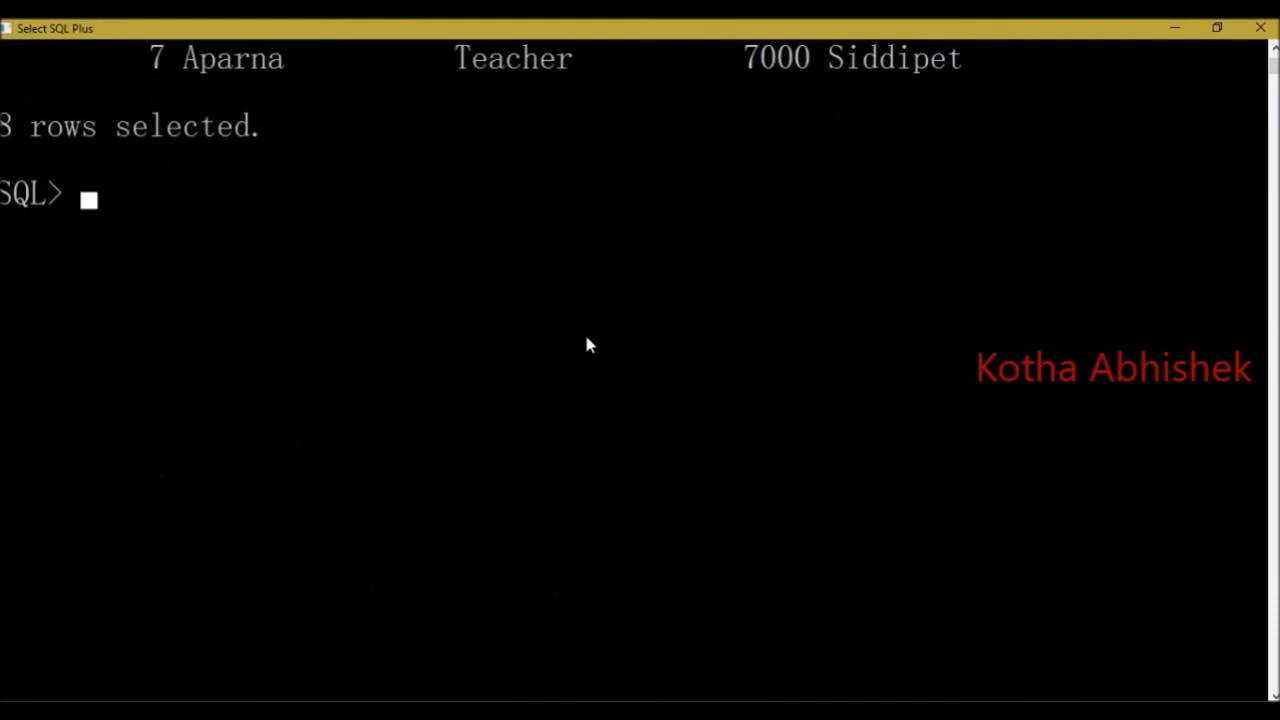 Select SQL Plus
7 Aparna Teacher 7000 Siddipet
8 rows selected.
SQL>
Kotha Abhishek